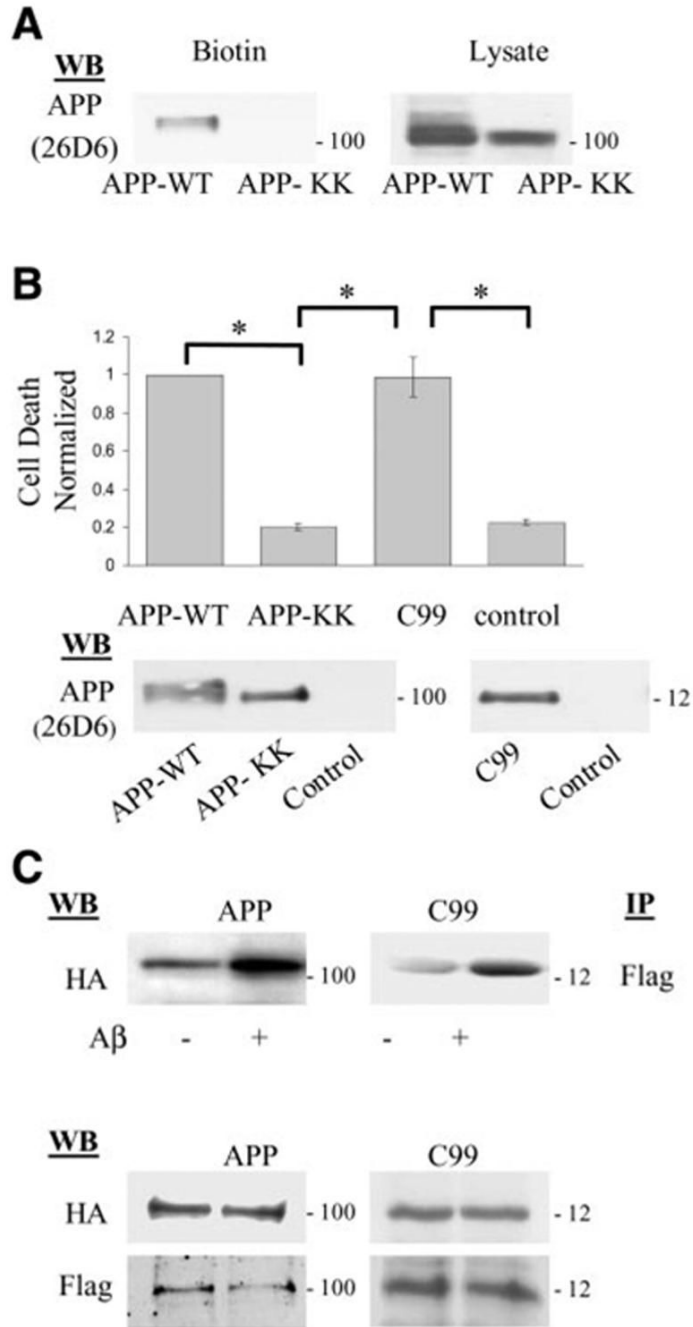 A
Biotin Lysate
WB
APP
(26D6)
- 100 - 100
APP-WT APP- KK APP-WT APP- KK
B
* * *
1.2
1
0.8
0.6
0.4
0.2
0
Cell Death
Normalized
APP-WT APP-KK C99 control
WB
APP
(26D6)
- 100 - 12
APP-WT APP- KK Control C99 Control
C
WB APP C99 IP
HA - 100 - 12 Flag
Aβ - + - +
WB
APP C99
HA - 100 - 12
Flag - 100 - 12